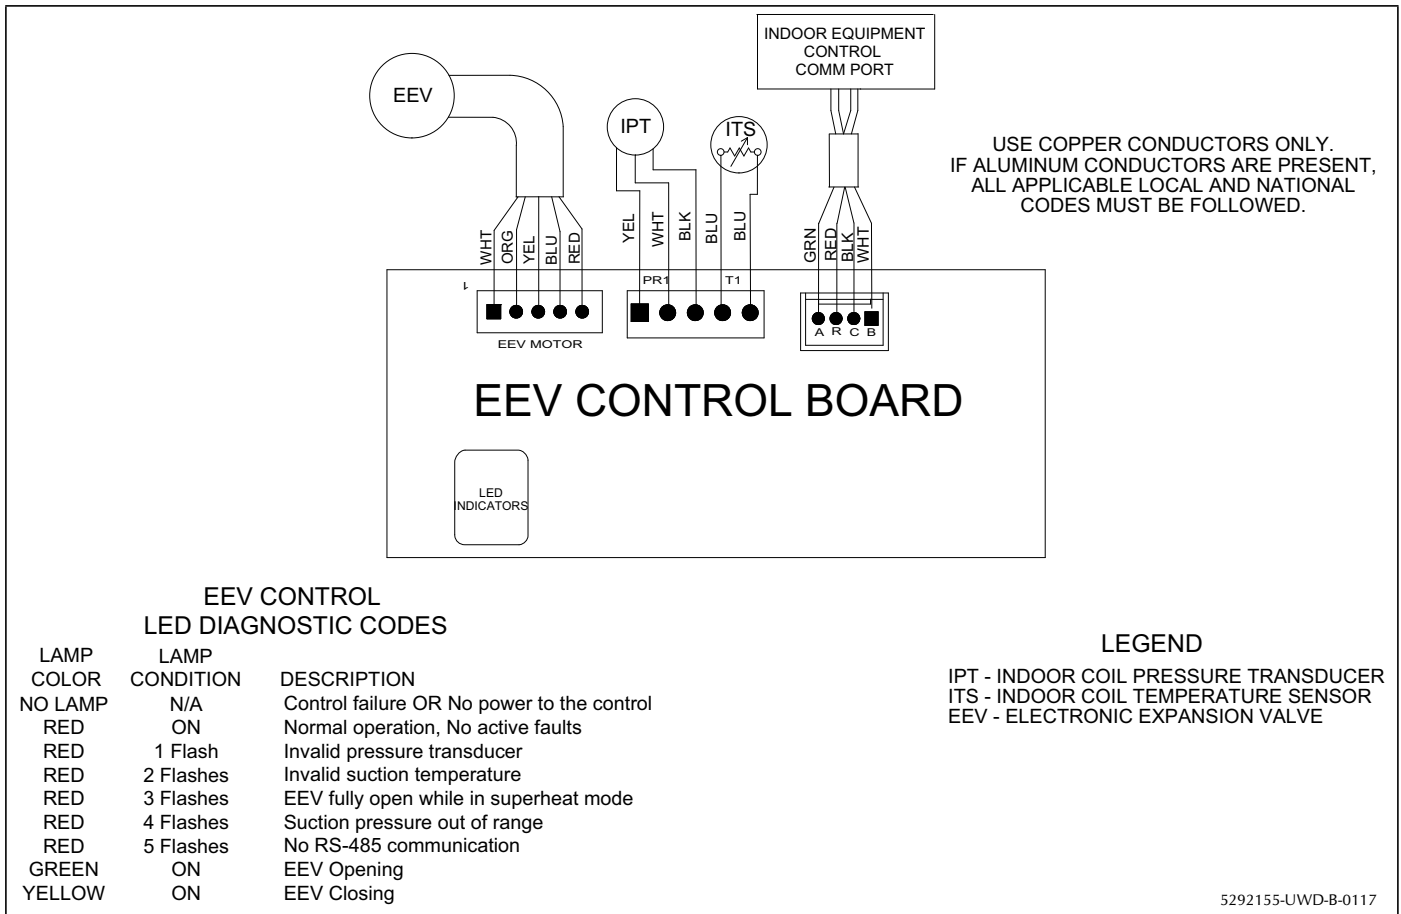 INDOOR EQUIPMENT
CONTROL
COMM PORT
EEV
IPT
ITS
USE COPPER CONDUCTORS ONLY.
IF ALUMINUM CONDUCTORS ARE PRESENT,
ALL APPLICABLE LOCAL AND NATIONAL
CODES MUST BE FOLLOWED.
WHT
ORG
YEL
BLU
RED
YEL
WHT
BLK
BLU
BLU
GRN
RED
BLK
WHT
1
PR1
T1
EEV MOTOR
A R C B
EEV CONTROL BOARD
LED
INDICATORS
EEV CONTROL
LED DIAGNOSTIC CODES
LAMP LAMP
COLOR CONDITION DESCRIPTION
NO LAMP N/A Control failure OR No power to the control
RED ON Normal operation, No active faults
RED 1 Flash Invalid pressure transducer
RED 2 Flashes Invalid suction temperature
RED 3 Flashes EEV fully open while in superheat mode
RED 4 Flashes Suction pressure out of range
RED 5 Flashes No RS-485 communication
GREEN ON EEV Opening
YELLOW ON EEV Closing
LEGEND
IPT - INDOOR COIL PRESSURE TRANSDUCER
ITS - INDOOR COIL TEMPERATURE SENSOR
EEV - ELECTRONIC EXPANSION VALVE
5292155-UWD-B-0117